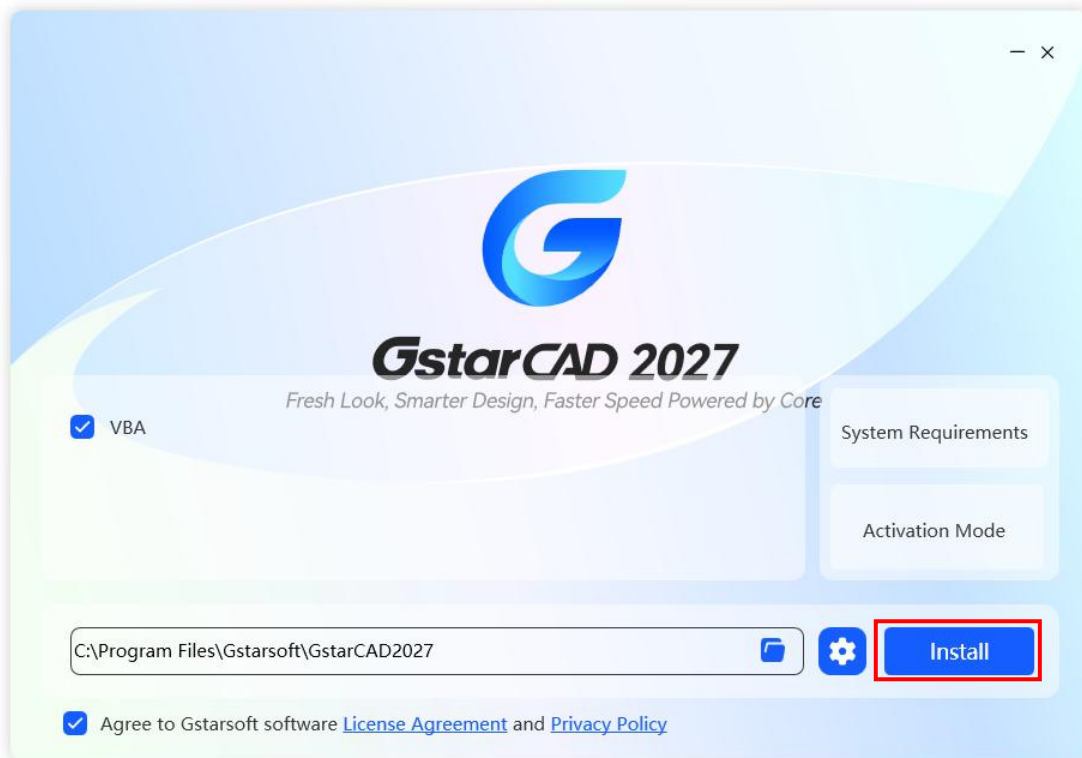 GstarCAD 2027
Fresh Look, Smarter Design, Faster Speed Powered by Core
VBA
System Requirements
Activation Mode
C:\Program Files\Gstarsoft\GstarCAD2027
Install
Agree to Gstarsoft software License Agreement and Privacy Policy